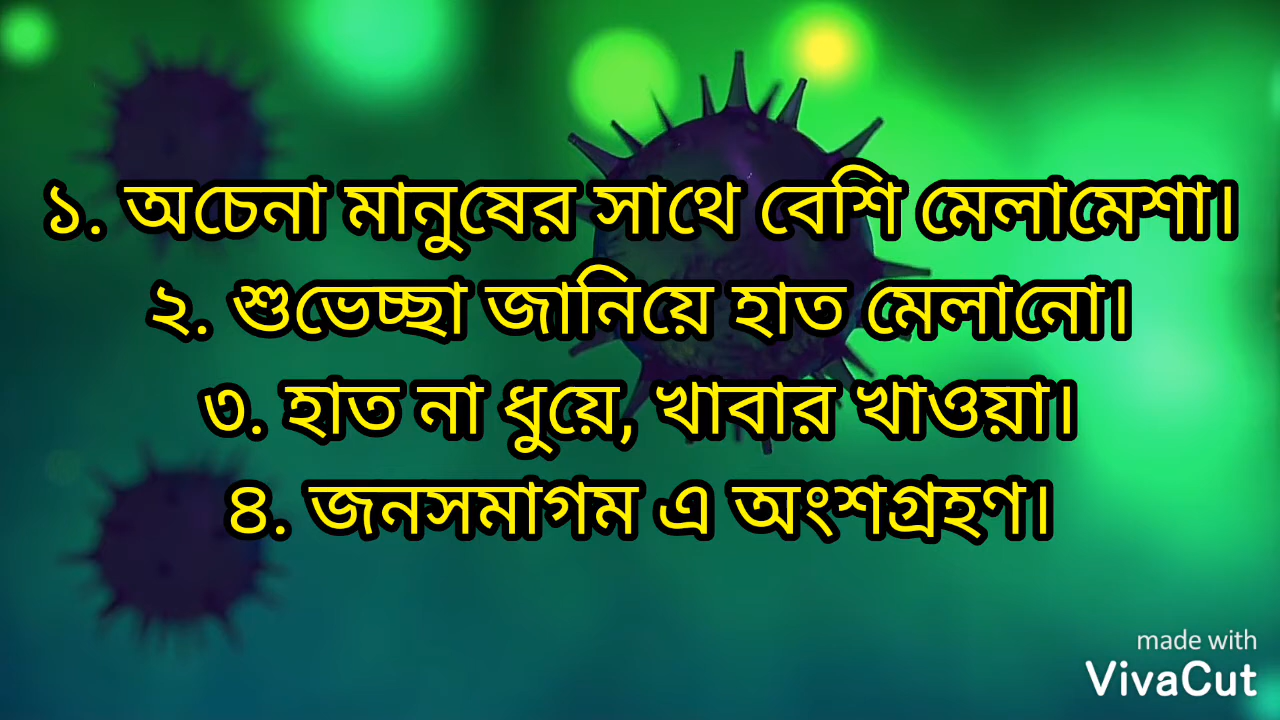 ১. অচেনা মানুষের সাথে বেশি মেলামেশা।
২. শুভেচ্ছা জানিয়ে হাত মেলানো।
৩. হাত না ধুয়ে, খাবার খাওয়া।
৪. জনসমাগম এ অংশগ্রহণ।
made with
VivaCut